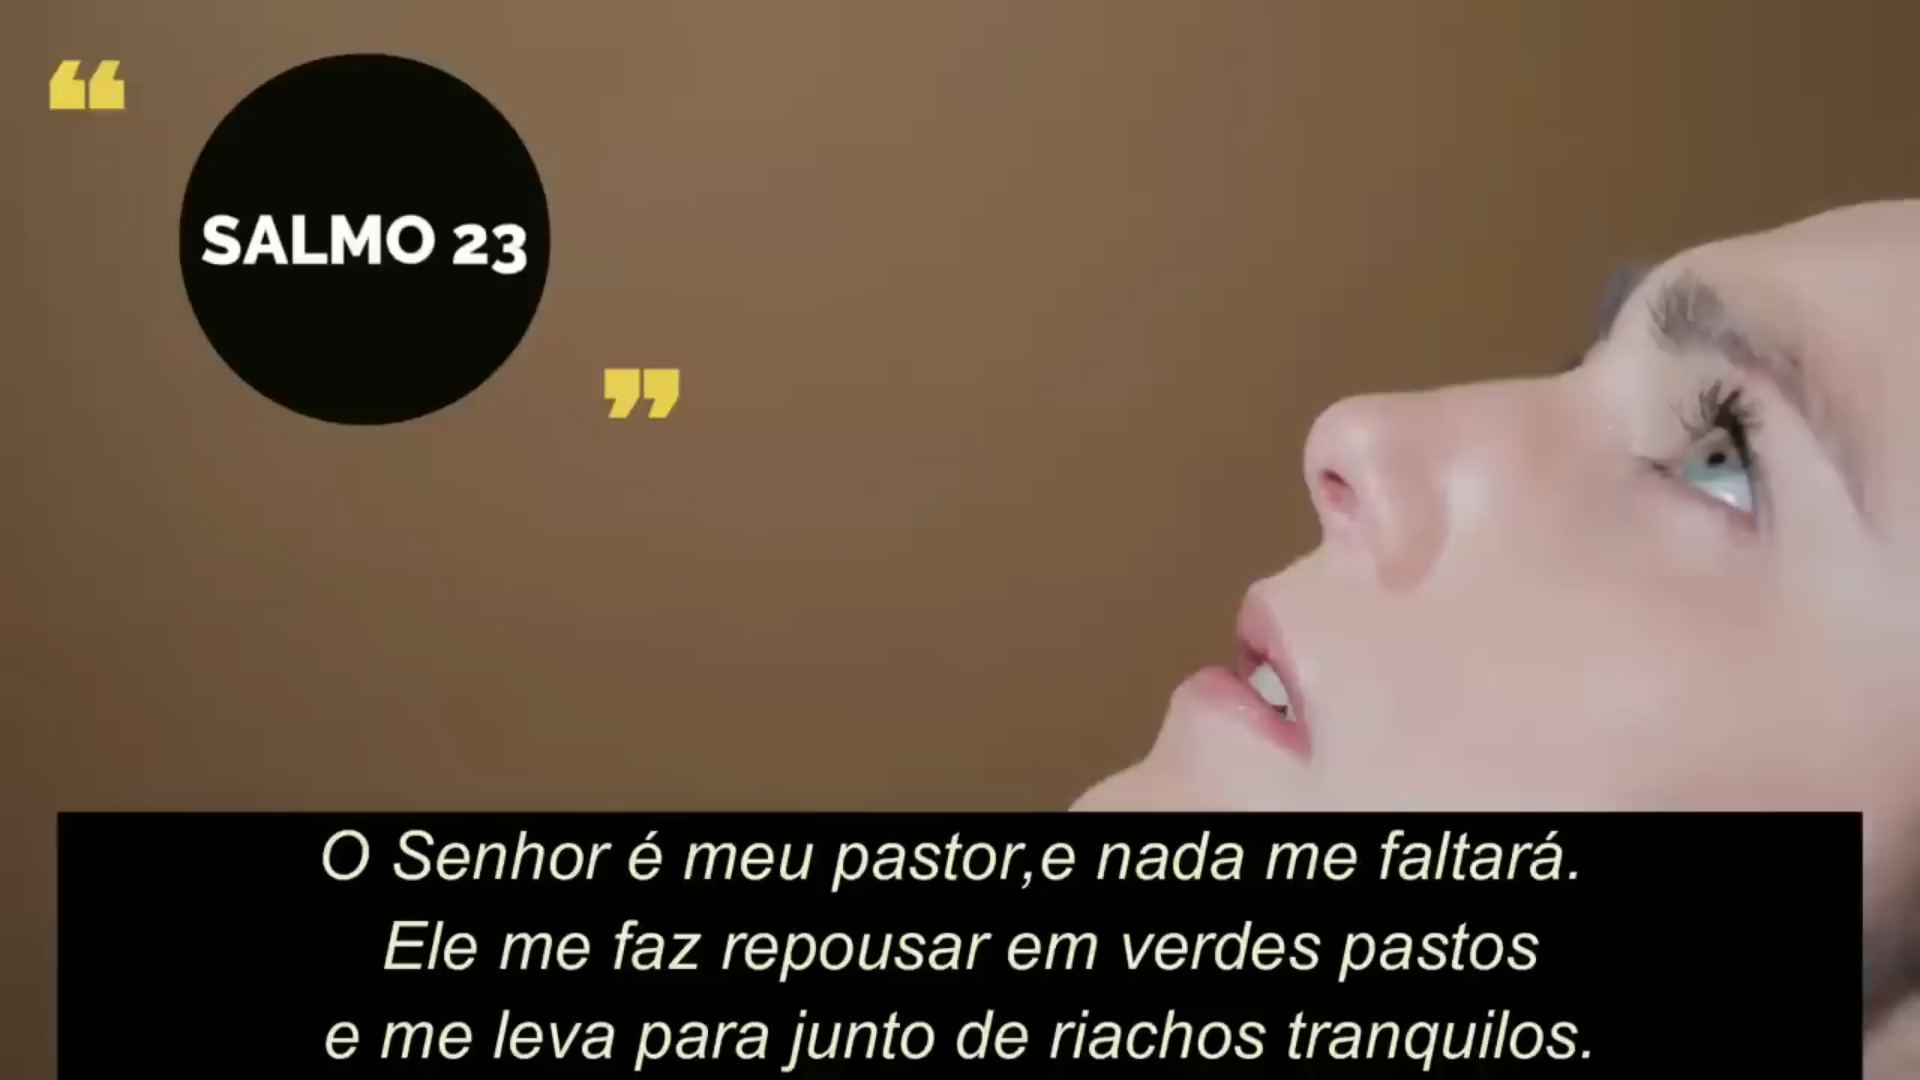 “
SALMO 23
”
O Senhor é meu pastor,e nada me faltará.
Ele me faz repousar em verdes pastos
e me leva para junto de riachos tranquilos.